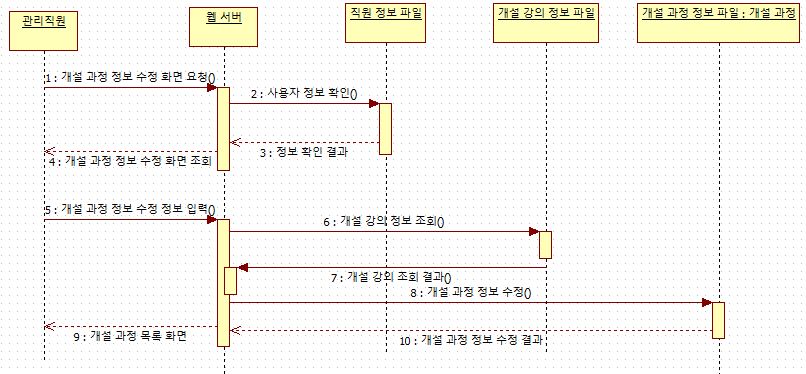 관리직원
웹 서버
직원 정보 파일
개설 강의 정보 파일
개설 과정 정보 파일 : 개설 과정
1 : 개설 과정 정보 수정 화면 요청()
2 : 사용자 정보 확인()
3 : 정보 확인 결과
4 : 개설 과정 정보 수정 화면 조회
5 : 개설 과정 정보 수정 정보 입력()
6 : 개설 강의 정보 조회()
7 : 개설 강의 조회 결과()
8 : 개설 과정 정보 수정()
9 : 개설 과정 목록 화면
10 : 개설 과정 정보 수정 결과